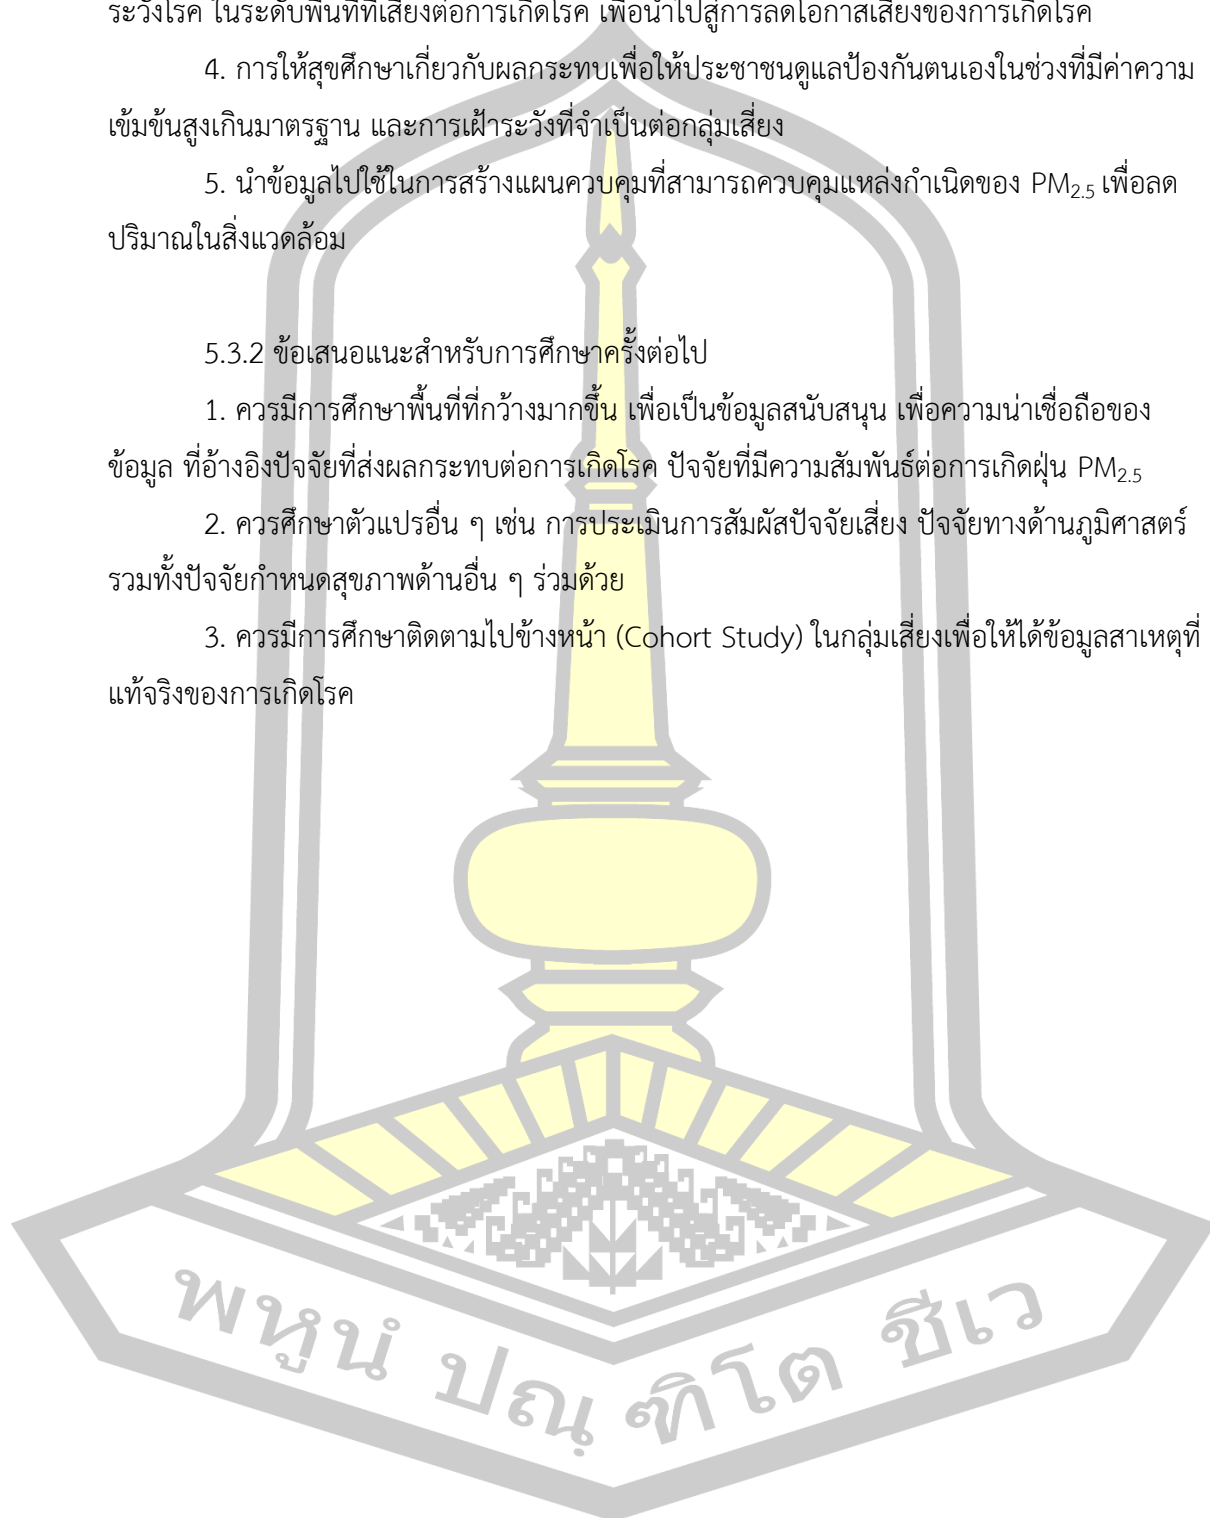 ระวังโรค ในระดับพื้นที่ที่เสี่ยงต่อการเกิดโรค เพื่อนำไปสู่การลดโอกาสเสี่ยงของการเกิดโรค
4. การให้สุขศึกษาเกี่ยวกับผลกระทบเพื่อให้ประชาชนดูแลป้องกันตนเองในช่วงที่มีค่าความ
เข้มข้นสูงเกินมาตรฐาน และการเฝ้าระวังที่จำเป็นต่อกลุ่มเสี่ยง
5. นำข้อมูลไปใช้ในการสร้างแผนควบคุมที่สามารถควบคุมแหล่งกำเนิดของ PM2.5 เพื่อลด
ปริมาณในสิ่งแวดล้อม
5.3.2 ข้อเสนอแนะสำหรับการศึกษาครั้งต่อไป
1. ควรมีการศึกษาพื้นที่ที่กว้างมากขึ้น เพื่อเป็นข้อมูลสนับสนุน เพื่อความน่าเชื่อถือของ
ข้อมูล ที่อ้างอิงปัจจัยที่ส่งผลกระทบต่อการเกิดโรค ปัจจัยที่มีความสัมพันธ์ต่อการเกิดฝุ่น PM2.5
2. ควรศึกษาตัวแปรอื่น ๆ เช่น การประเมินการสัมผัสปัจจัยเสี่ยง ปัจจัยทางด้านภูมิศาสตร์
รวมทั้งปัจจัยกำหนดสุขภาพด้านอื่น ๆ ร่วมด้วย
3. ควรมีการศึกษาติดตามไปข้างหน้า (Cohort Study) ในกลุ่มเสี่ยงเพื่อให้ได้ข้อมูลสาเหตุที่
แท้จริงของการเกิดโรค
พหูนํ ปณฺฑิโต ชีเว